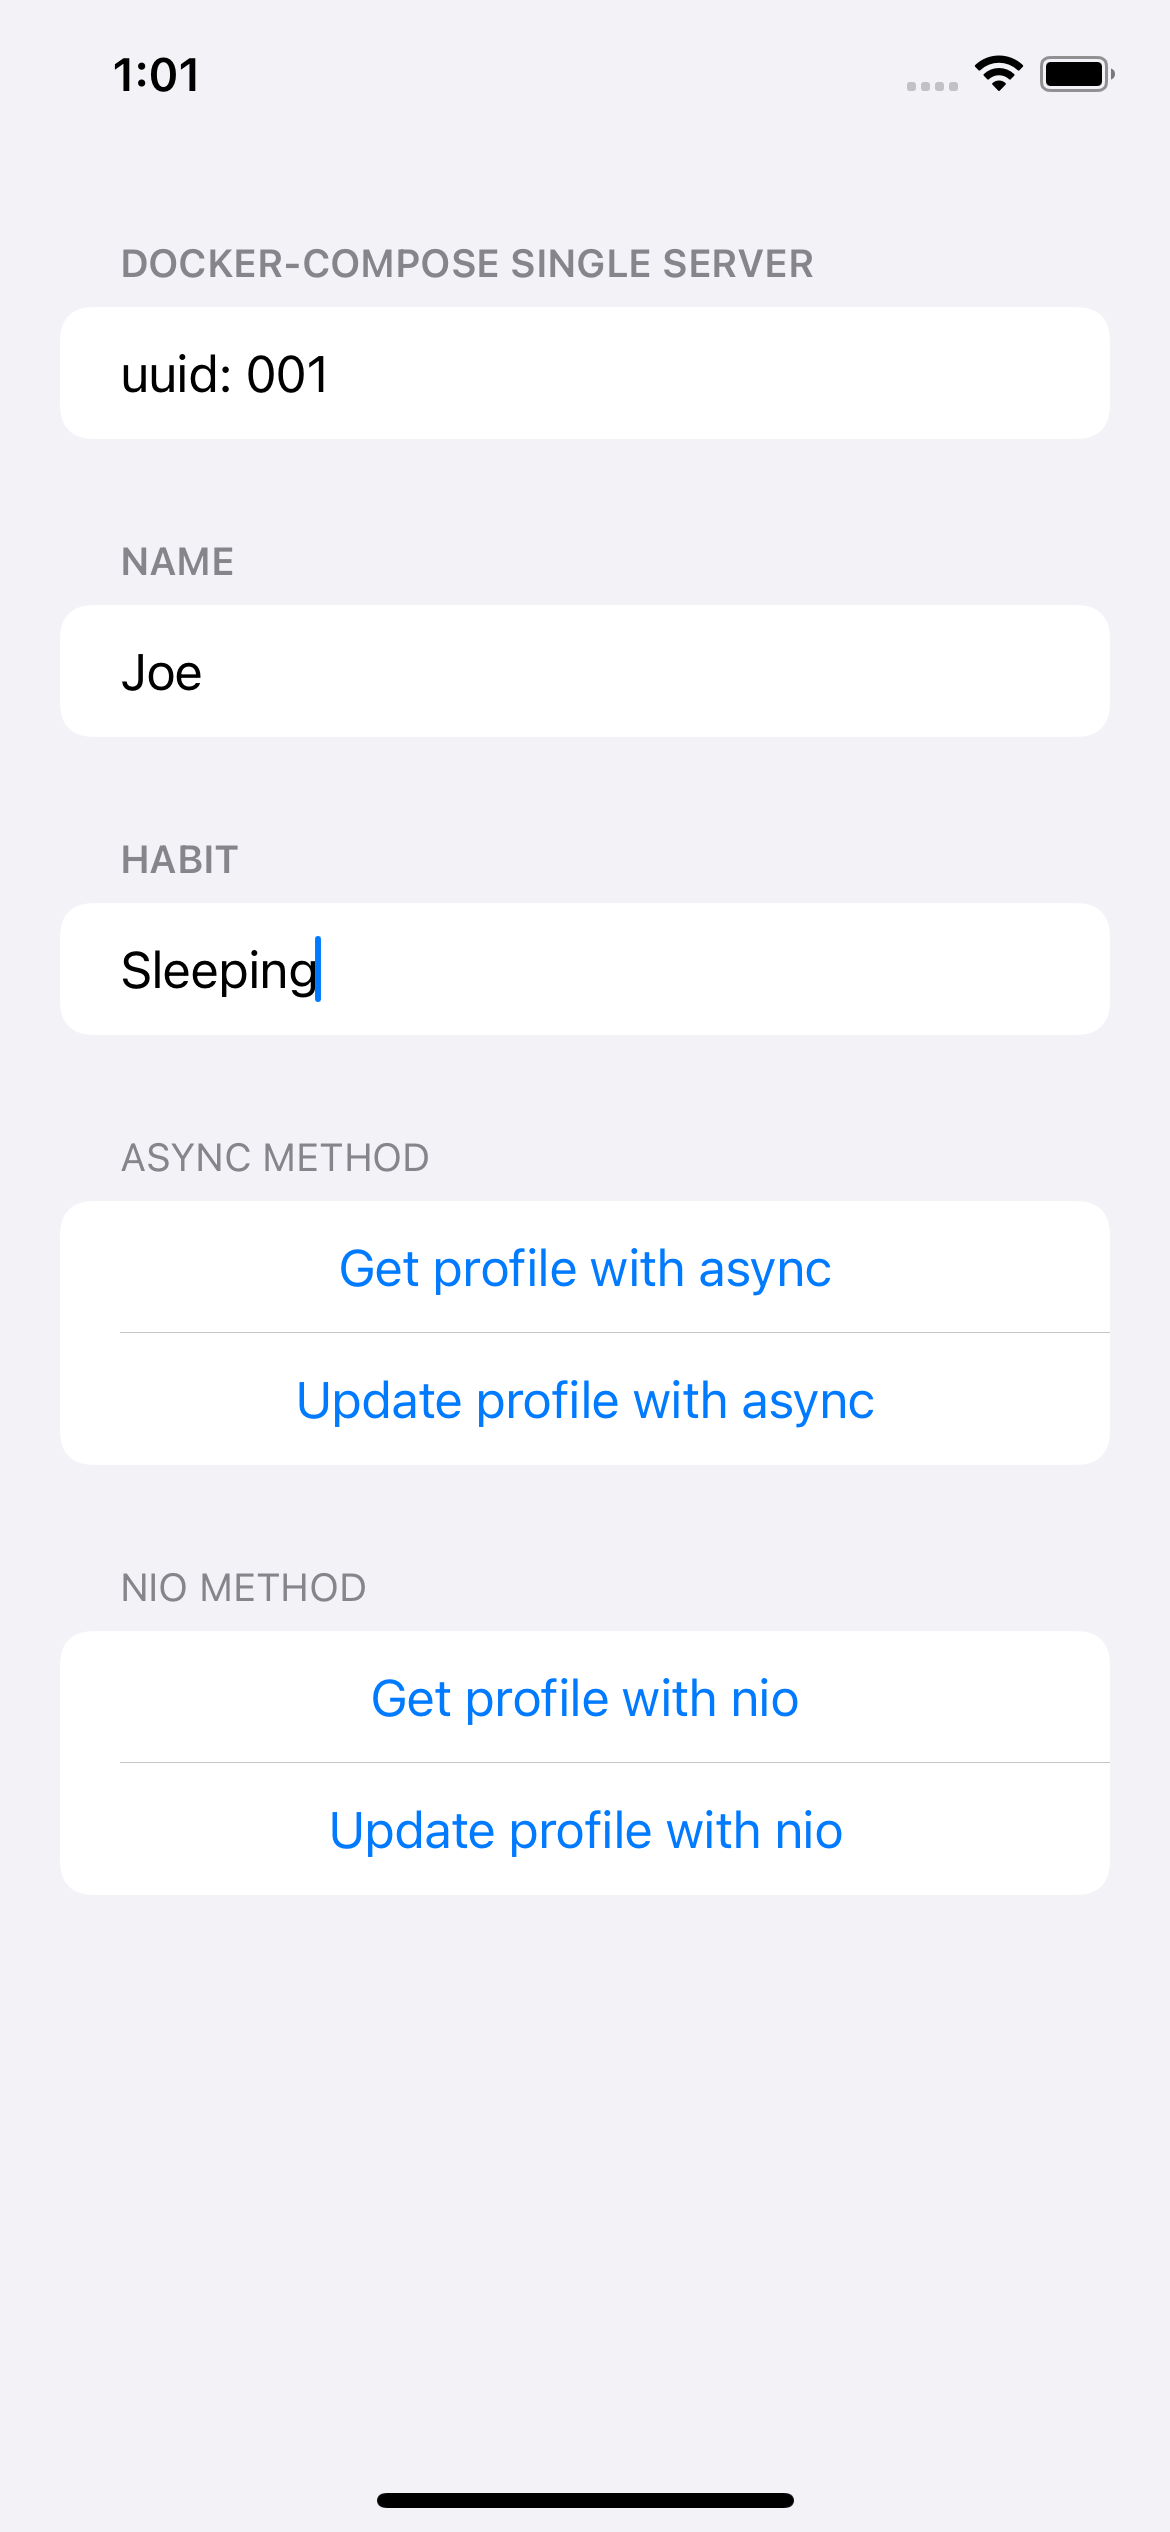 1:01
DOCKER-COMPOSE SINGLE SERVER
uuid: 001
NAME
Joe
HABIT
Sleeping
ASYNC METHOD
Get profile with async
Update profile with async
NIO METHOD
Get profile with nio
Update profile with nio